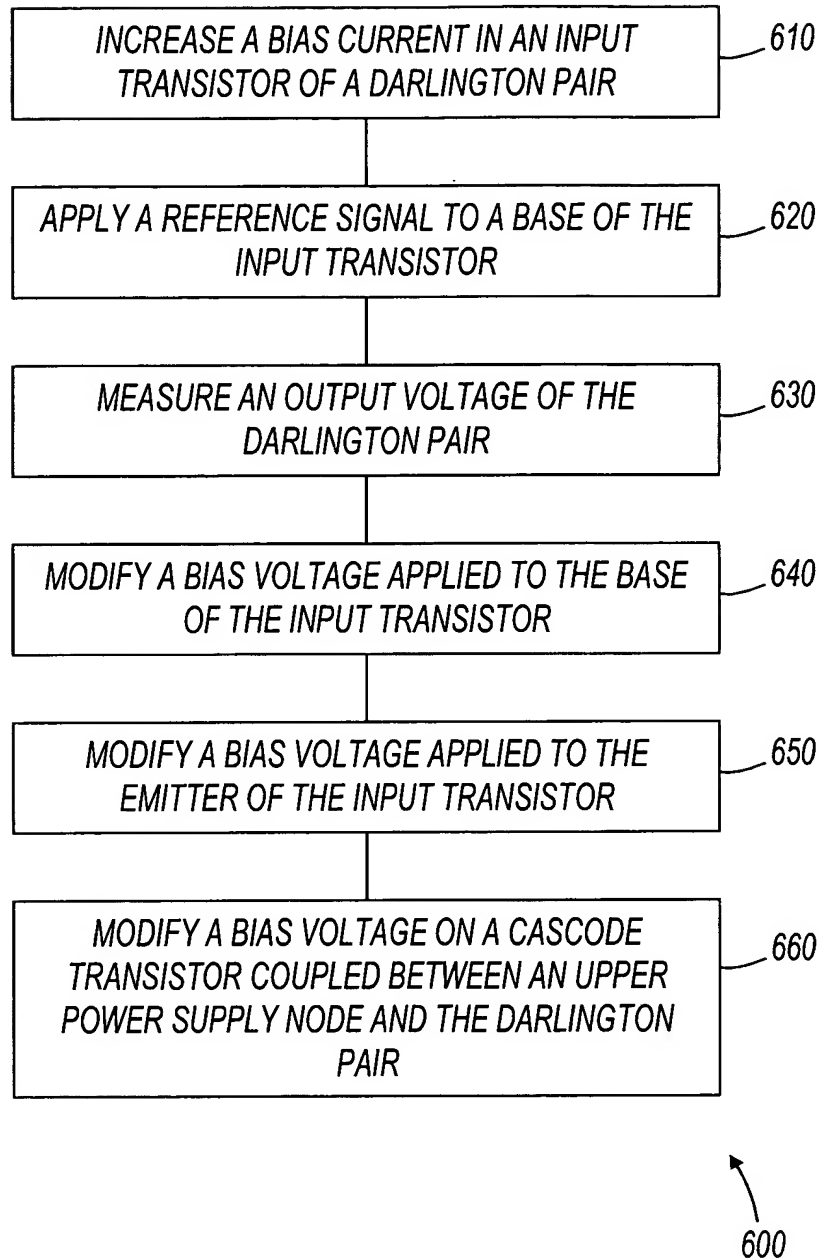 INCREASE A BIAS CURRENT IN AN INPUT
TRANSISTOR OF A DARLINGTON PAIR
610
APPLY A REFERENCE SIGNAL TO A BASE OF THE
INPUT TRANSISTOR
620
MEASURE AN OUTPUT VOLTAGE OF THE
DARLINGTON PAIR
630
MODIFY A BIAS VOLTAGE APPLIED TO THE BASE
OF THE INPUT TRANSISTOR
640
MODIFY A BIAS VOLTAGE APPLIED TO THE
EMITTER OF THE INPUT TRANSISTOR
650
MODIFY A BIAS VOLTAGE ON A CASCODE
TRANSISTOR COUPLED BETWEEN AN UPPER
POWER SUPPLY NODE AND THE DARLINGTON
PAIR
660
600